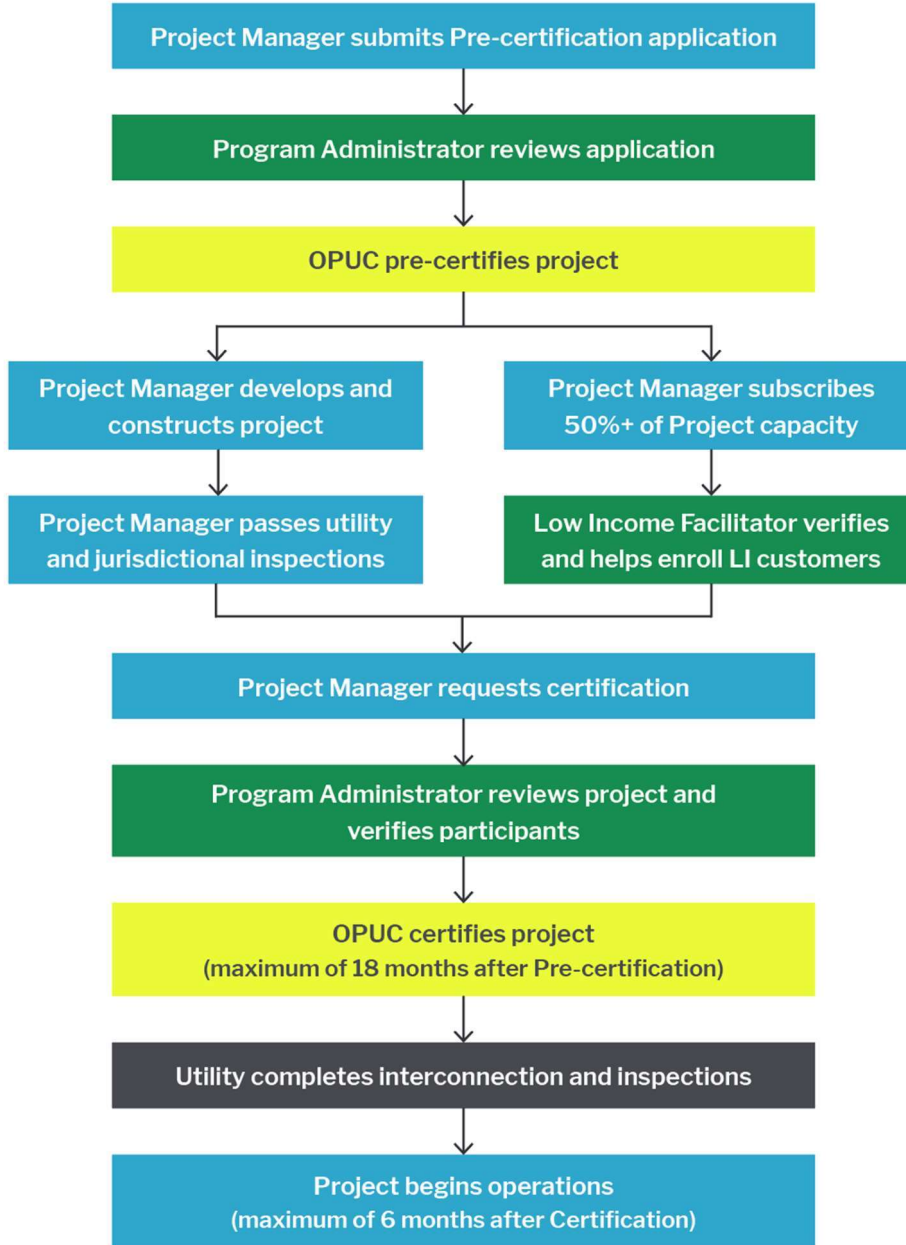 Project Manager submits Pre-certification application
Program Administrator reviews application
OPUC pre-certifies project
Project Manager develops and
constructs project
Project Manager subscribes
50%+ of Project capacity
Project Manager passes utility
and jurisdictional inspections
Low Income Facilitator verifies
and helps enroll LI customers
Project Manager requests certification
Program Administrator reviews project and
verifies participants
OPUC certifies project
(maximum of 18 months after Pre-certification)
Utility completes interconnection and inspections
Project begins operations
(maximum of 6 months after Certification)